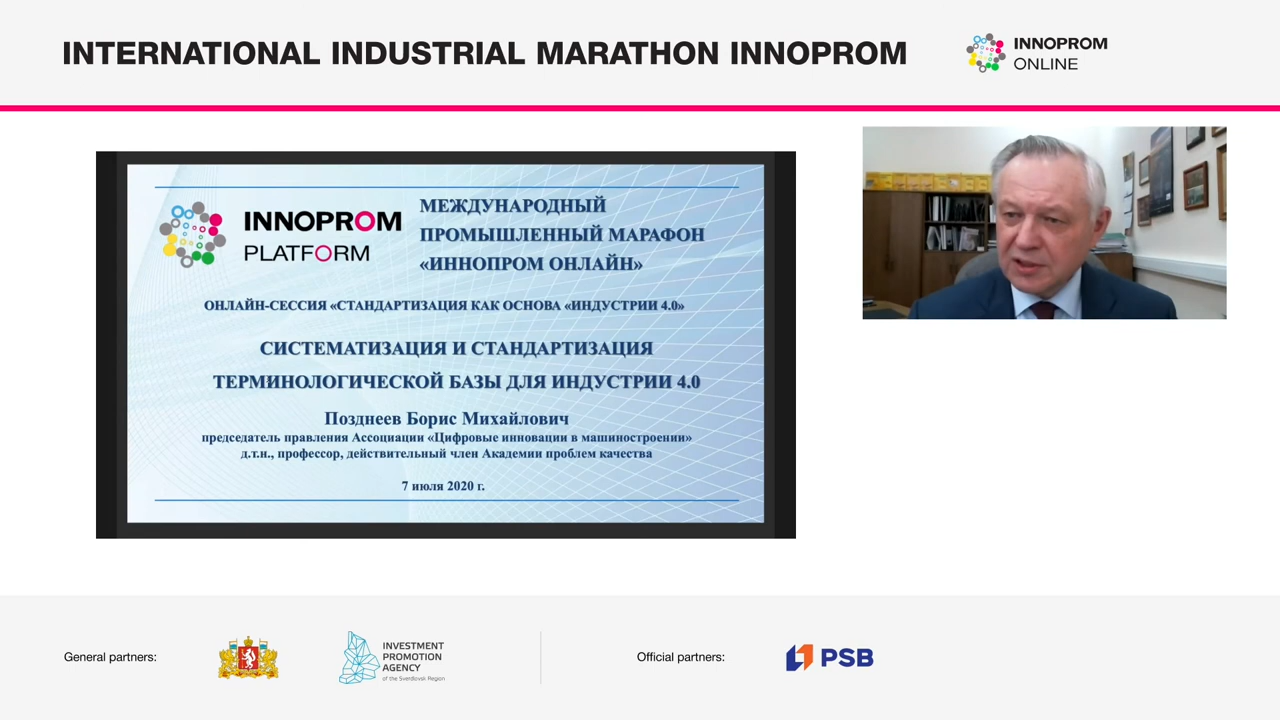 INTERNATIONAL INDUSTRIAL MARATHON INNOPROM
INNOPROM
ONLINE
INNOPROM
PLATFORM
МЕЖДУНАРОДНЫЙ
ПРОМЫШЛЕННЫЙ МАРАФОН
«ИННОПРОМ ОНЛАЙН»
ОНЛАЙН-СЕССИЯ «СТАНДАРТИЗАЦИЯ КАК ОСНОВА «ИНДУСТРИИ 4.0»
СИСТЕМАТИЗАЦИЯ И СТАНДАРТИЗАЦИЯ
ТЕРМИНОЛОГИЧЕСКОЙ БАЗЫ ДЛЯ ИНДУСТРИИ 4.0
Позднеев Борис Михайлович
председатель правления Ассоциации «Цифровые инновации в машиностроении»
д.т.н., профессор, действительный член Академии проблем качества
7 июля 2020 г.
General partners:
INVESTMENT
PROMOTION
AGENCY
of the Sverdlovsk Region
Official partners:
PSB